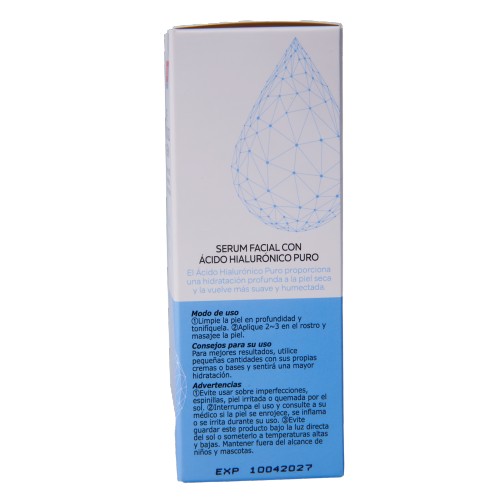 SERUM FACIAL CON
ÁCIDO HIALURÓNICO PURO
El Ácido Hialurónico Puro proporciona
una hidratación profunda a la piel seca
y la vuelve más suave y humectada.
Modo de uso
①Limpie la piel en profundidad y
tonifíquela. ②Aplique 2~3 en el rostro y
masajee la piel.
Consejos para su uso
Para mejores resultados, utilice
pequeñas cantidades con sus propias
cremas o bases y sentirá una mayor
hidratación.
Advertencias
①Evite usar sobre imperfecciones,
espinillas, piel irritada o quemada por el
sol. ②Interrumpa el uso y consulte a su
médico si la piel se enrojece, se inflama
o se irrita durante su uso. ③Evite
guardar este producto bajo la luz directa
del sol o someterlo a temperaturas altas
y bajas. Mantener fuera del alcance de
niños y mascotas.
EXP 10042027